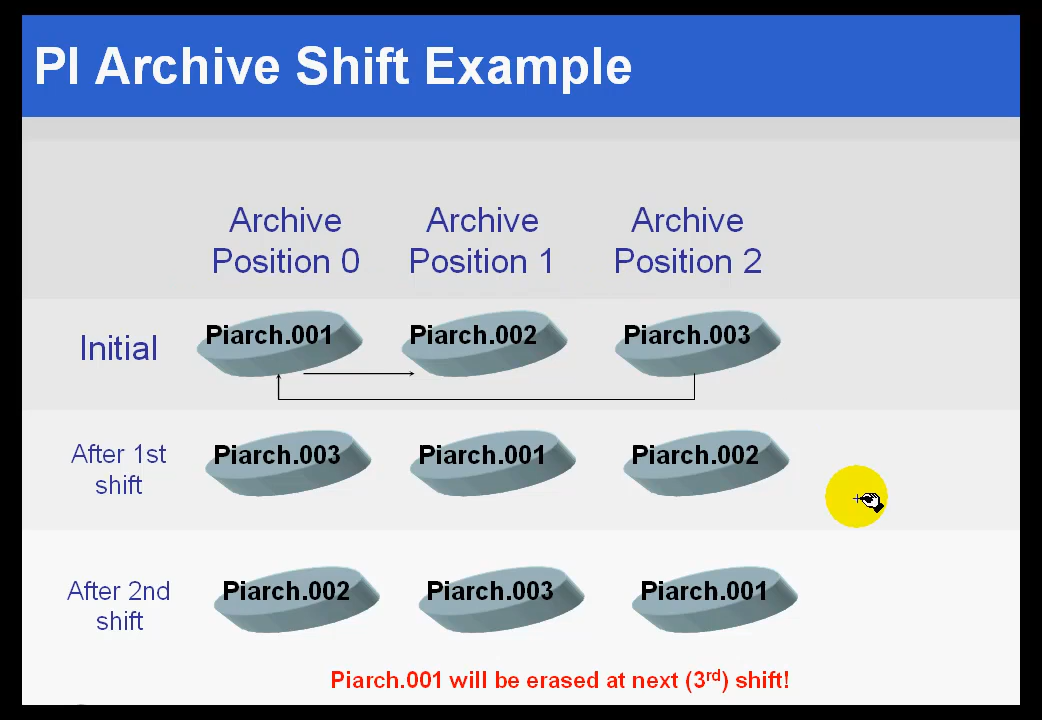 PI Archive Shift Example
Archive Position 0
Archive Position 1
Archive Position 2
Initial
Piarch.001
Piarch.002
Piarch.003
After 1st
shift
Piarch.003
Piarch.001
Piarch.002
After 2nd
shift
Piarch.002
Piarch.003
Piarch.001
Piarch.001 will be erased at next (3rd) shift!